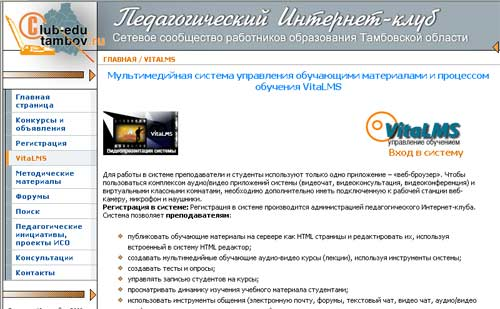 Club-edu
tambov.ru
Педагогический Интернет-клуб
Сетевое сообщество работников образования Тамбовской области
ГЛАВНАЯ / VITALMS
Мультимедийная система управления обучающими материалами и процессом
обучения VitaLMS
Главная
страница
Конкурсы и
объявления
Регистрация
VitaLMS
Методические
материалы
Форумы
Поиск
Педагогические
инициативы,
проекты ИСО
Консультации
Контакты
VitaLMS
Видеопрезентация системы
VitaLMS
управление обучением
Вход в систему
Для работы в системе преподаватели и студенты используют только одно приложение – «веб-броузер». Чтобы
пользоваться комплексом аудио/видео приложений системы (видеочат, видеоконсультация, видеоконференция) и
виртуальными классными комнатами, необходимо дополнительно иметь подключенную к рабочей станции веб-
камеру, микрофон и наушники.
Регистрация в системе: Регистрация в системе производится администрацией педагогического Интернет-клуба.
Система позволяет преподавателям:
публиковать обучающие материалы на сервере как HTML страницы и редактировать их, используя
встроенный в систему HTML редактор;
создавать мультимедийные обучающие аудио-видео курсы (лекции), используя инструменты системы;
создавать тесты и опросы;
управлять записью студентов на курсы;
просматривать динамику изучения учебного материала студентами;
использовать инструменты общения (электронную почту, форумы, текстовый чат, видео чат, аудио/видео